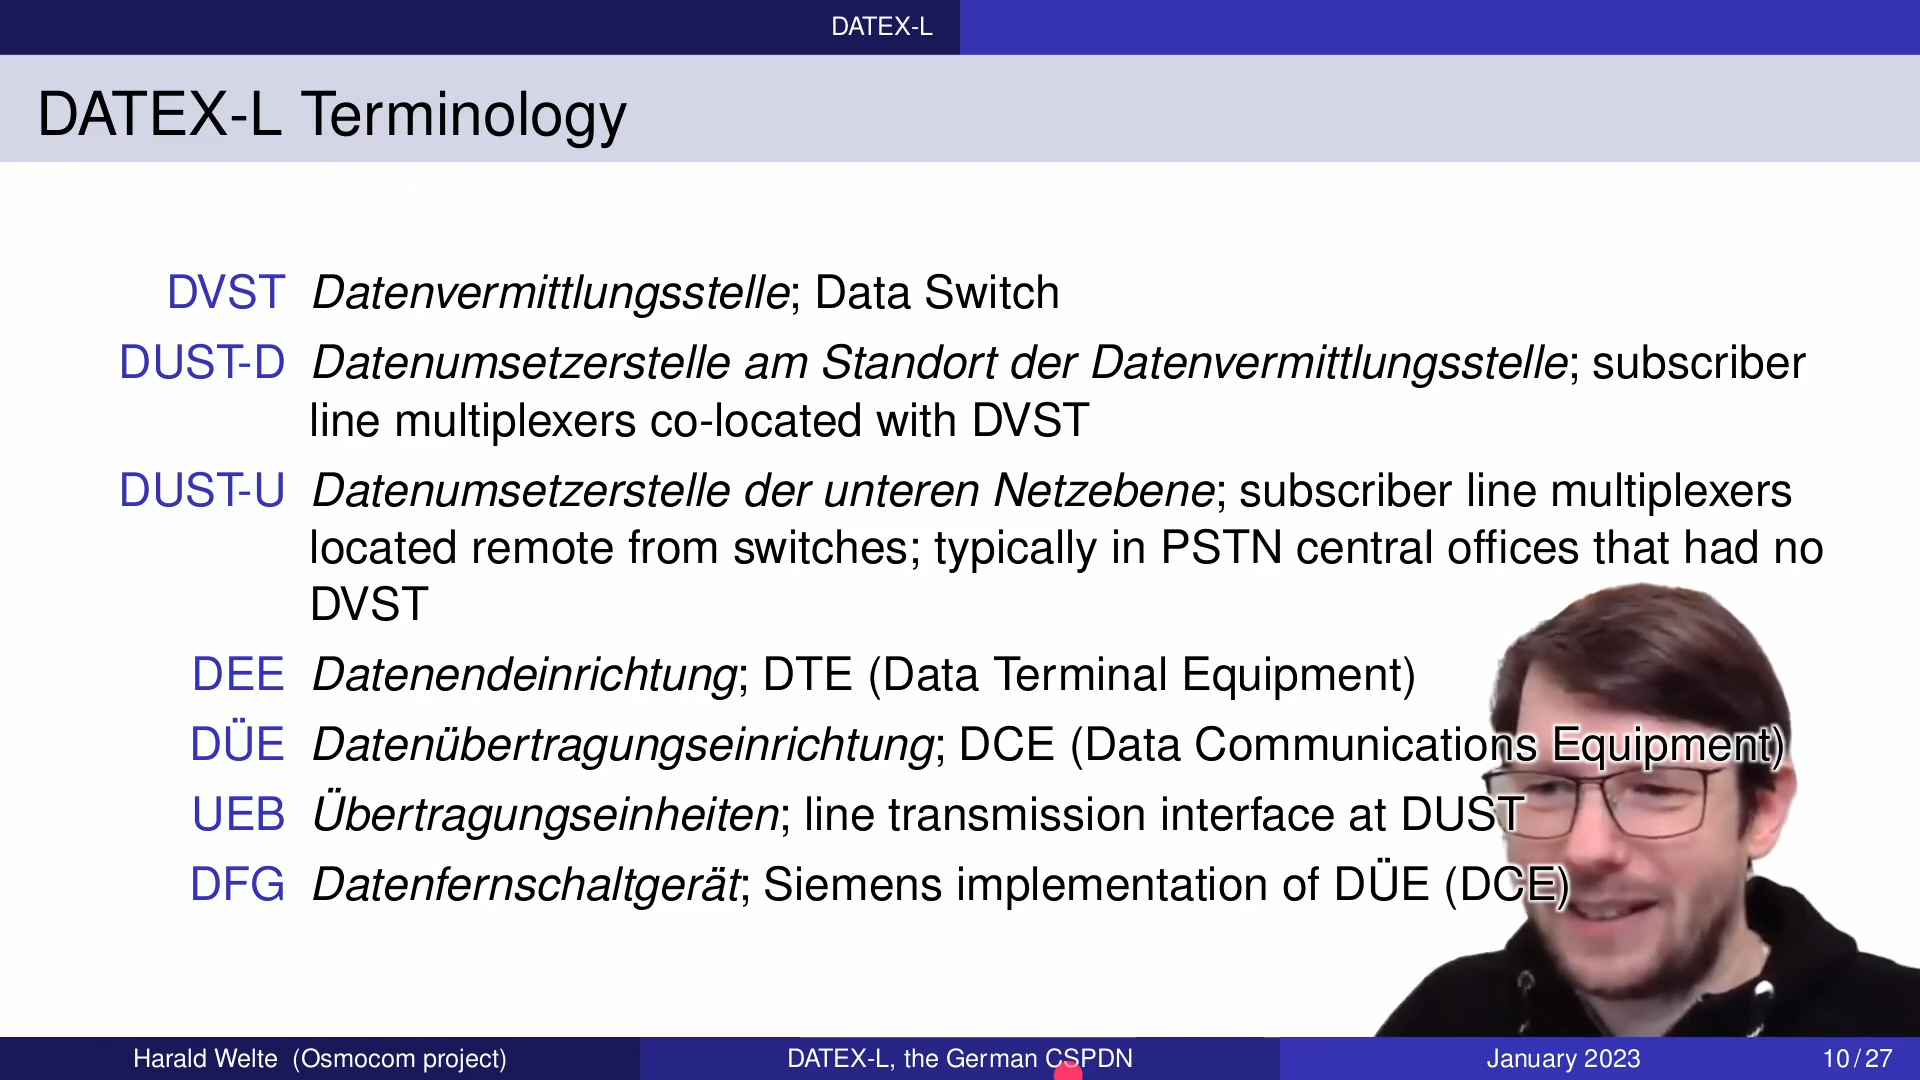 DATEX-L
DATEX-L Terminology
DVST Datenvermittlungsstelle; Data Switch
DUST-D Datenumsetzerstelle am Standort der Datenvermittlungsstelle; subscriber
line multiplexers co-located with DVST
DUST-U Datenumsetzerstelle der unteren Netzebene; subscriber line multiplexers
located remote from switches; typically in PSTN central offices that had no
DVST
DEE Datenendeinrichtung; DTE (Data Terminal Equipment)
DÜE Datenübertragungseinrichtung; DCE (Data Communications Equipment)
UEB Übertragungseinheiten; line transmission interface at DUST
DFG Datenfernschaltgerät; Siemens implementation of DÜE (DCE)
Harald Welte (Osmocom project) DATEX-L, the German CSPDN January 2023 10 / 27